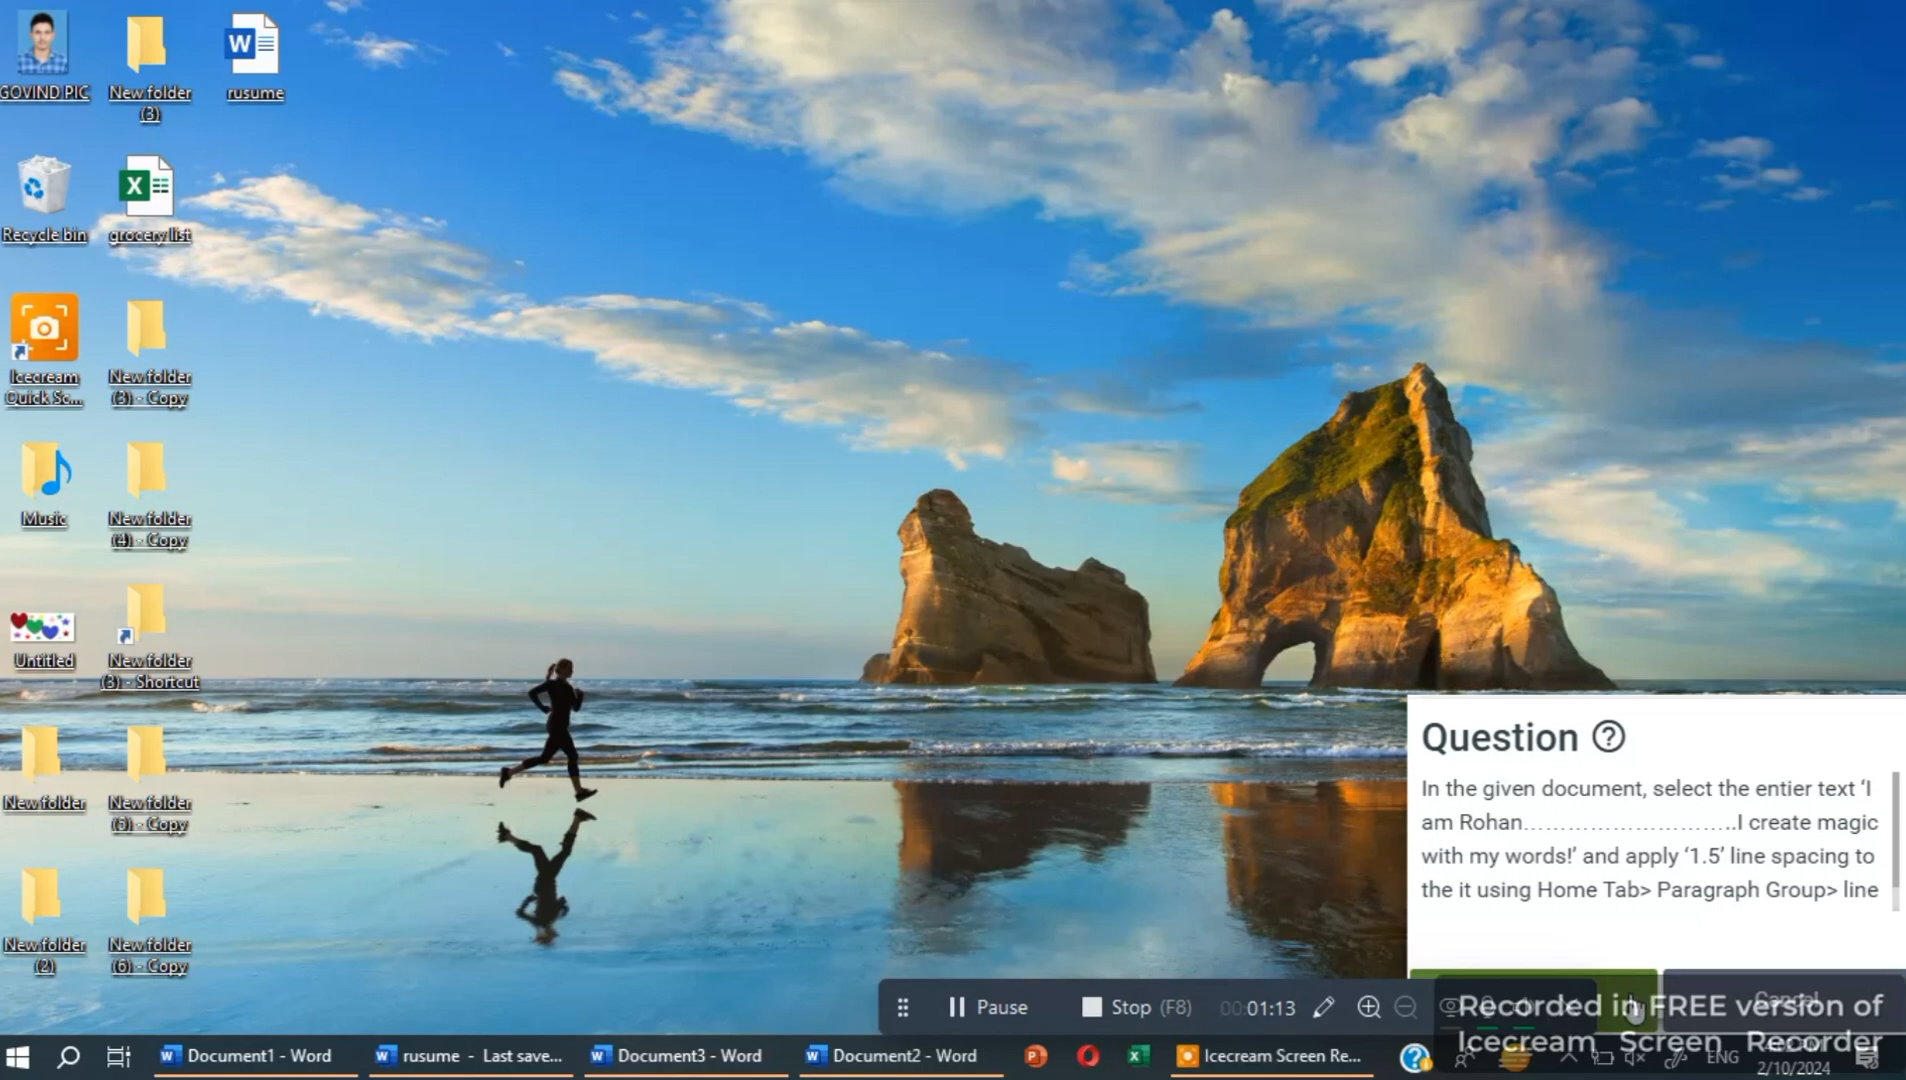 GOVIND PIC
New folder
(3)
rusume
Recycle bin
grocery list
Icecream
Quick Sc...
New folder
(3) - Copy
Music
New folder
(4) - Copy
Untitled
New folder
(3) - Shortcut
New folder
New folder
(5) - Copy
New folder
(2)
New folder
(6) - Copy
Question ?
In the given document, select the entier text ‘I
am Rohan…………………………..I create magic
with my words!’ and apply ‘1.5’ line spacing to
the it using Home Tab> Paragraph Group> line
Pause
Stop (F8)
00:01:13
Cancel
Recorded in FREE version of
Icecream Screen Recorder
Document1 - Word
rusume - Last save...
Document3 - Word
Document2 - Word
Icecream Screen Re...
ENG
2/10/2024